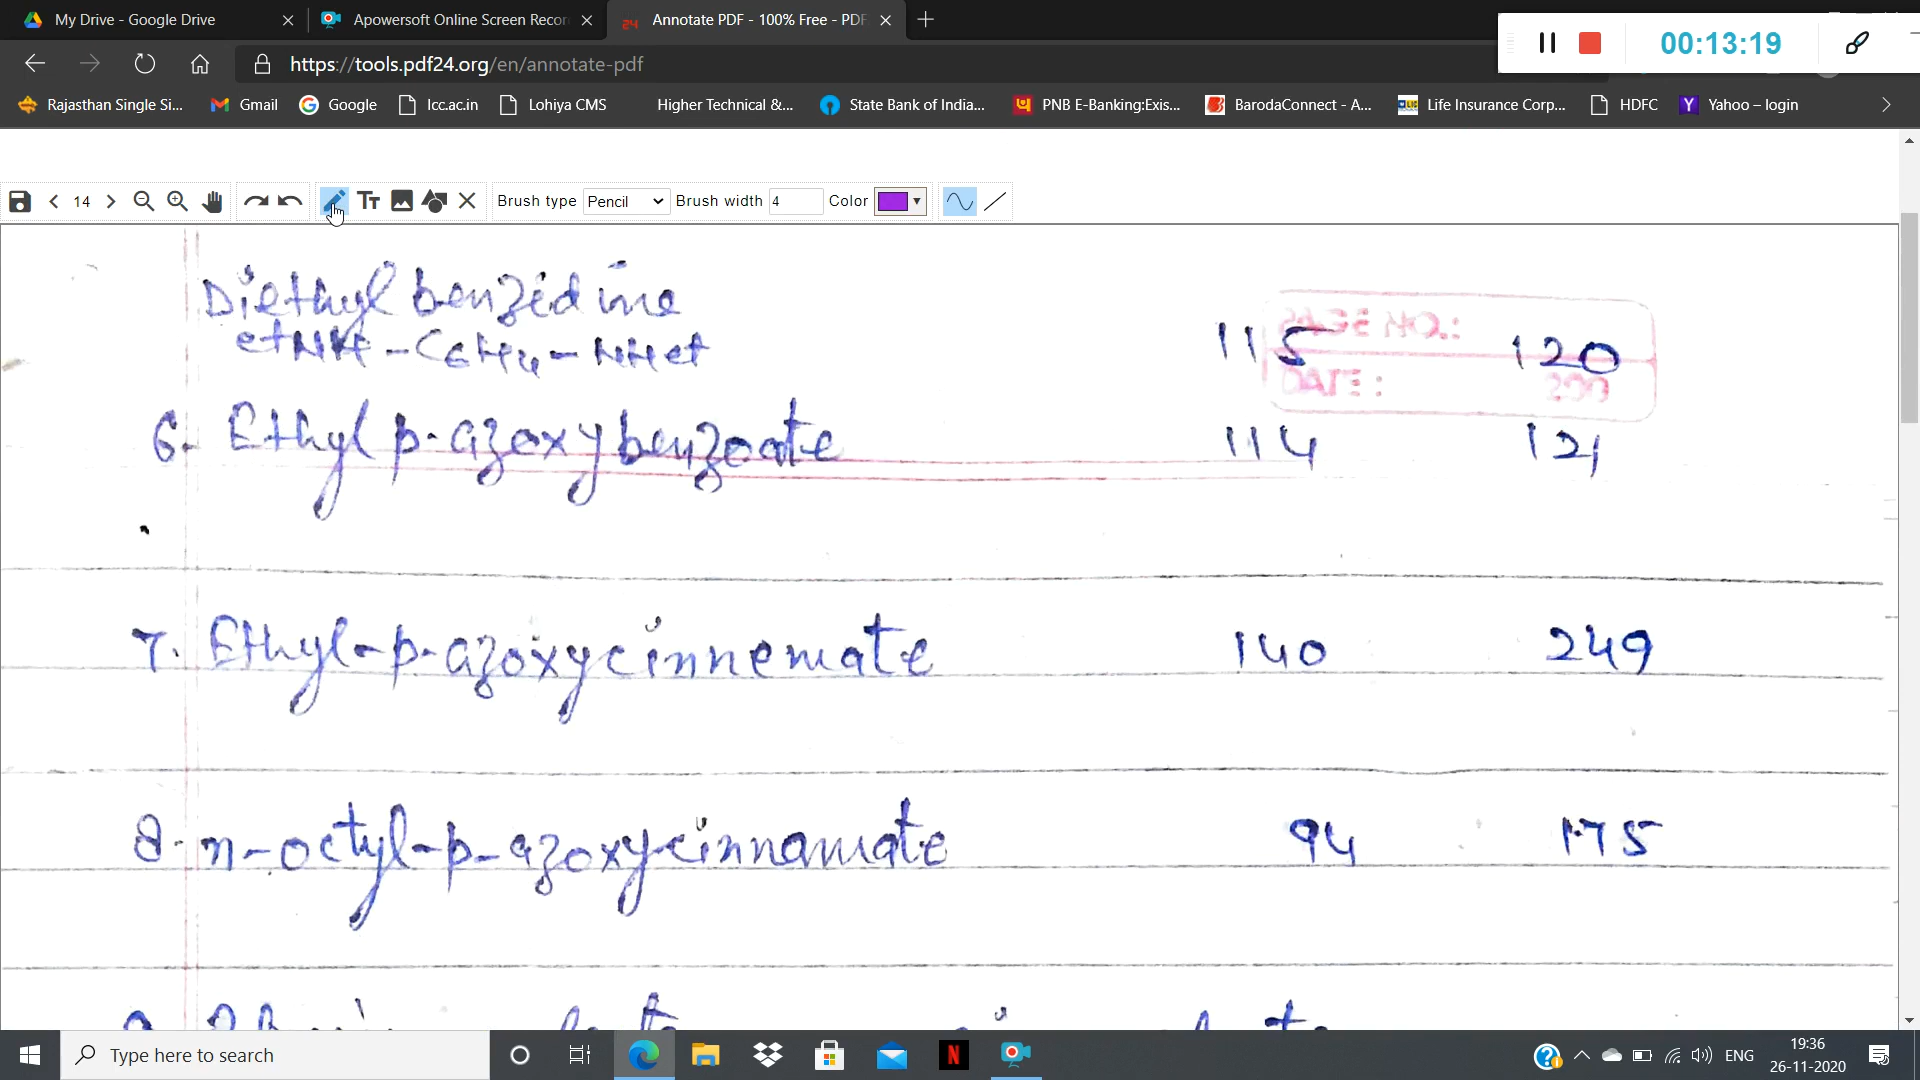 My Drive - Google Drive
Apowersoft Online Screen Recor
Annotate PDF - 100% Free - PDF
00:13:19
https://tools.pdf24.org/en/annotate-pdf
Rajasthan Single Si...
Gmail
Google
Icc.ac.in
Lohiya CMS
Higher Technical &...
State Bank of India...
PNB E-Banking:Exis...
BarodaConnect - A...
Life Insurance Corp...
HDFC
Yahoo – login
14
Brush type Pencil Brush width 4 Color
Diethyl benzidine
etNH-C6H4-NHet 115 120
PAGE NO.:
DATE: 200
6. Ethyl p-azoxybenzoate 114 121
7. Ethyl-p-azoxycinnemate 140 249
8. n-octyl-p-azoxycinnamate 94 175
Type here to search
ENG
19:36
26-11-2020